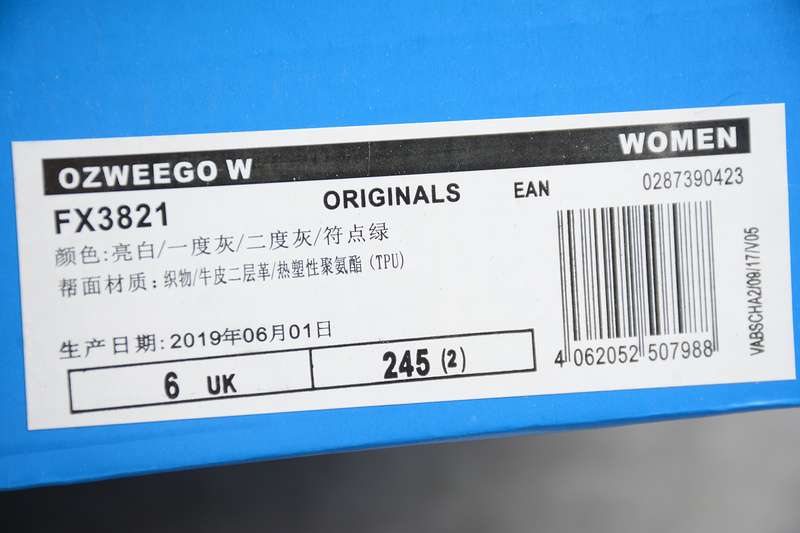 OZWEEGO W
WOMEN
FX3821
ORIGINALS
EAN
0287390423
颜色:亮白/一度灰/二度灰/符点绿
帮面材质:织物/牛皮二层革/热塑性聚氨酯(TPU)
生产日期:2019年06月01日
6 UK
245 (2)
4 062052 507988
VABSCHA2/09/17/V05